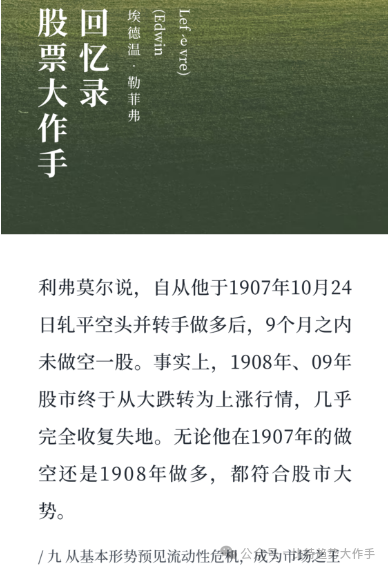 股票大作手
回忆录
埃德温·勒菲弗
(Edwin
Lefèvre)
利弗莫尔说，自从他于1907年10月24
日轧平空头并转手做多后，9个月之内
未做空一股。事实上，1908年、09年
股市终于从大跌转为上涨行情，几乎
完全收复失地。无论他在1907年的做
空还是1908年做多，都符合股市大
势。
/ 九 从基本形势预见流动性危机，成为市场之王
公众号
大作手